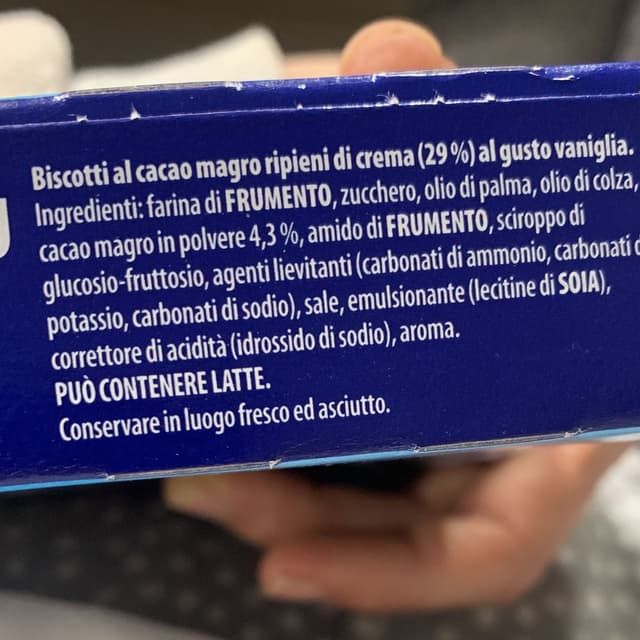 Biscotti al cacao magro ripieni di crema (29%) al gusto vaniglia.
Ingredienti: farina di FRUMENTO, zucchero, olio di palma, olio di colza,
cacao magro in polvere 4,3%, amido di FRUMENTO, sciroppo di
glucosio-fruttosio, agenti lievitanti (carbonati di ammonio, carbonati d
potassio, carbonati di sodio), sale, emulsionante (lecitine di SOIA),
correttore di acidità (idrossido di sodio), aroma.
PUÒ CONTENERE LATTE.
Conservare in luogo fresco ed asciutto.